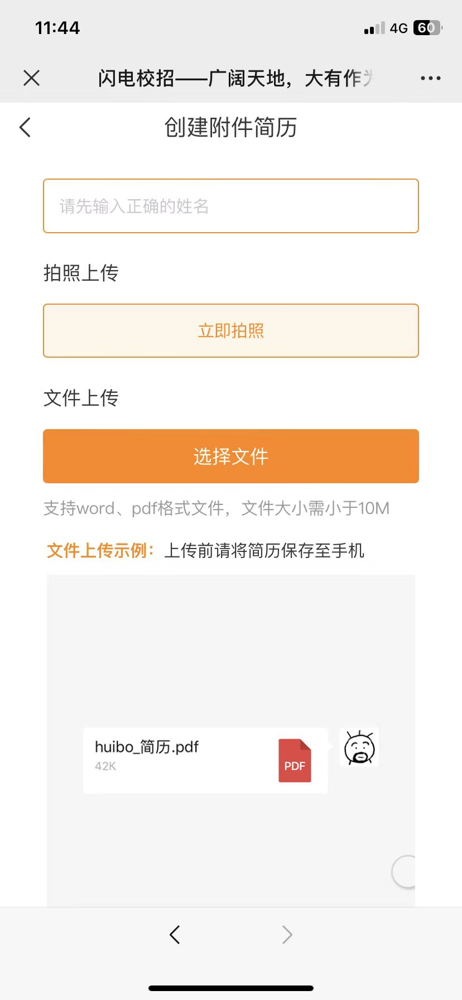 11:44
4G 60
闪电校招——广阔天地，大有作
创建附件简历
请先输入正确的姓名
拍照上传
立即拍照
文件上传
选择文件
支持word、pdf格式文件，文件大小需小于10M
文件上传示例：上传前请将简历保存至手机
huibo_简历.pdf
42K
PDF